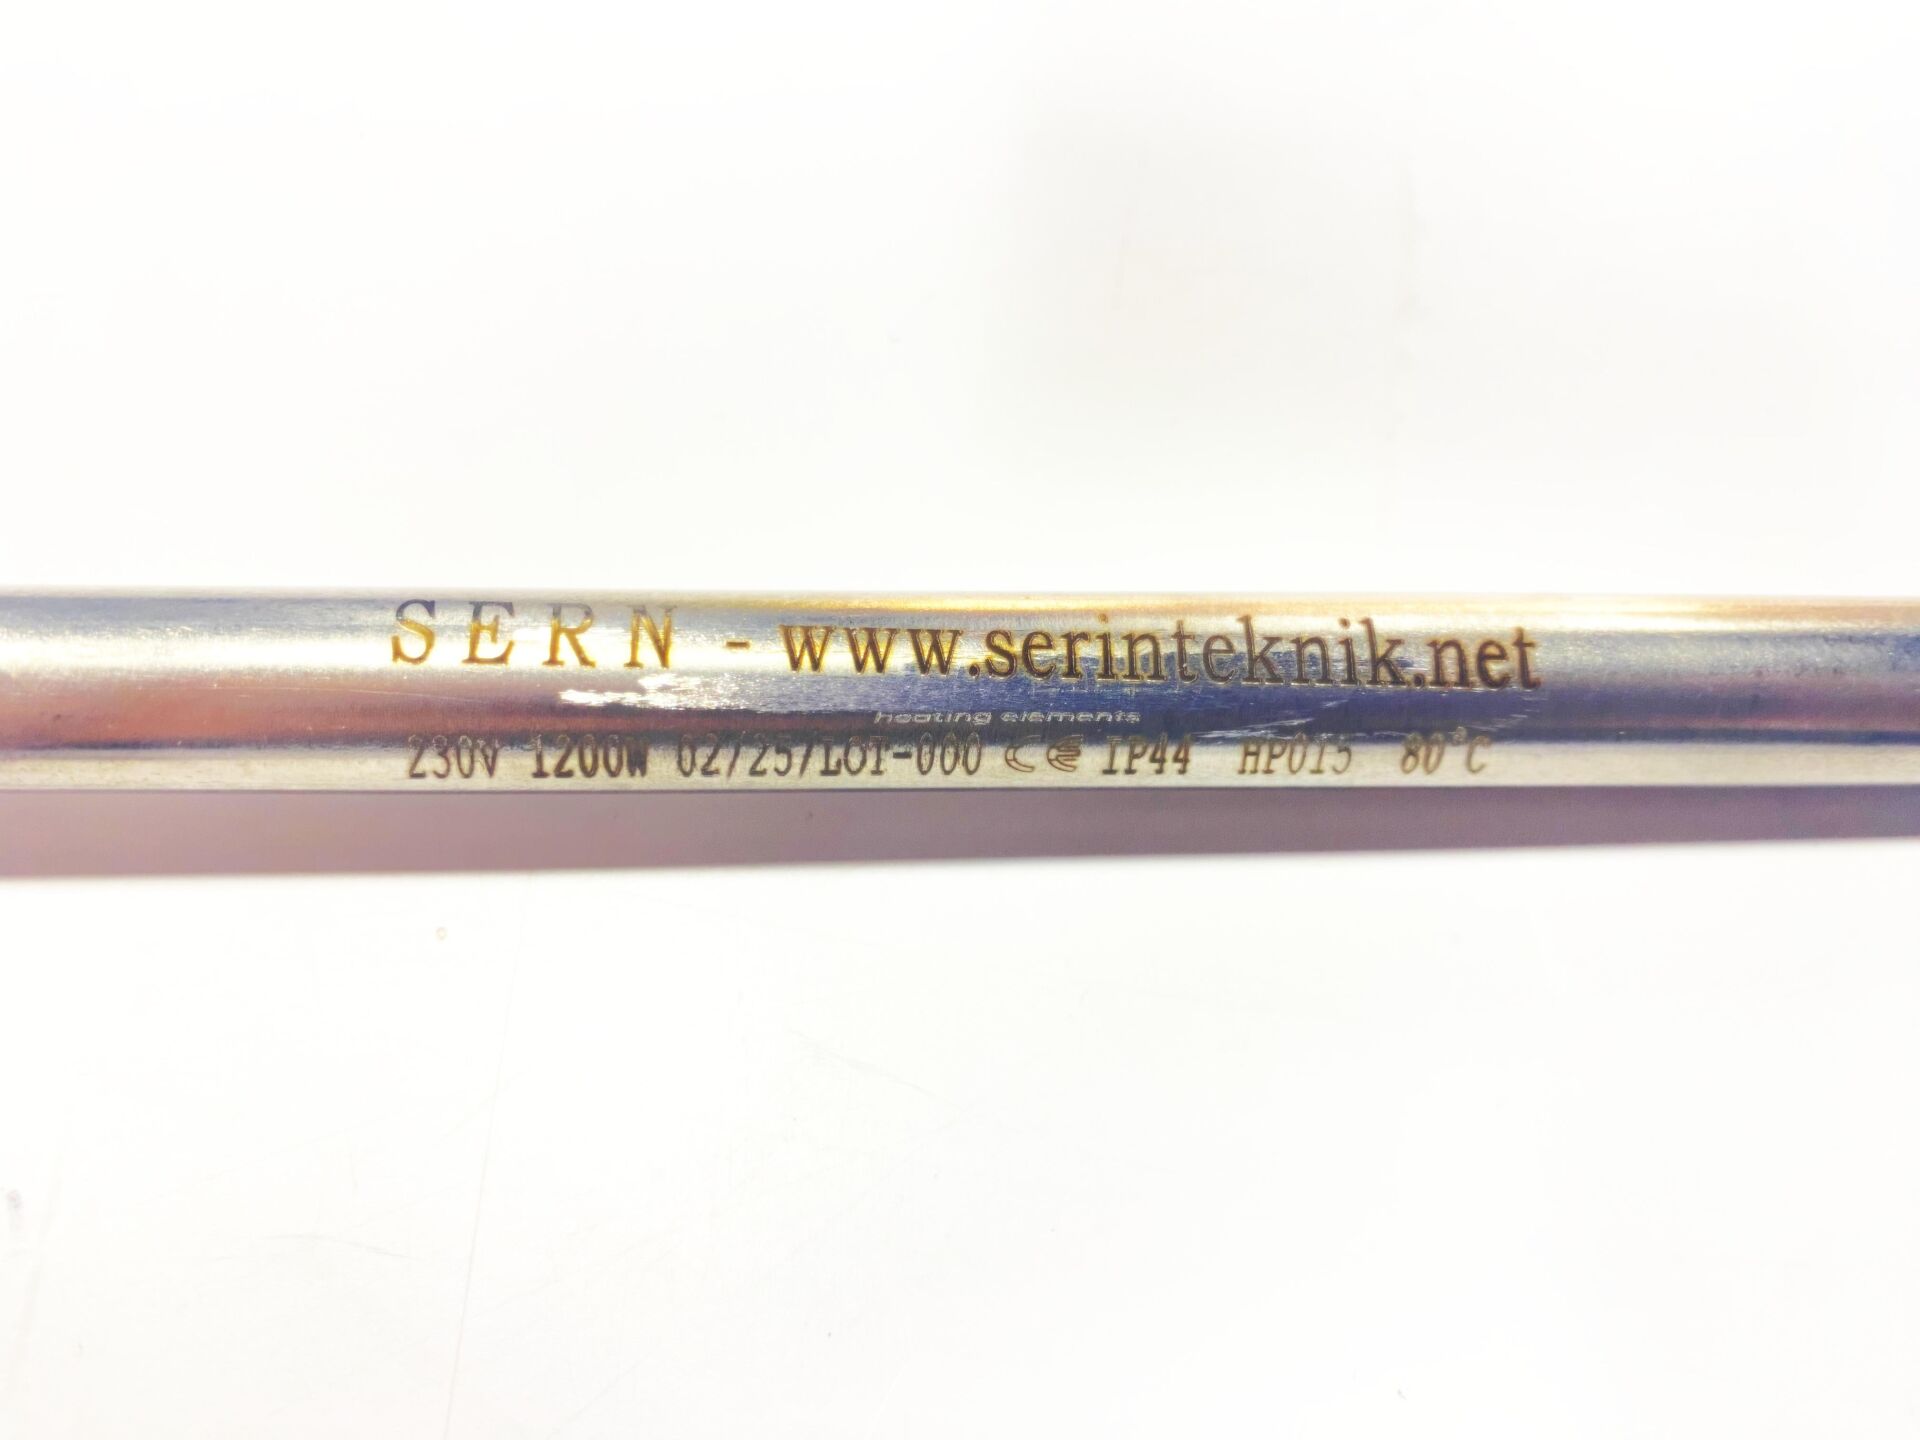 SERN - www.serinteknik.net
heating elements
230V 1200W 02/25/LOT-000 CE IP44 HP015 80°C